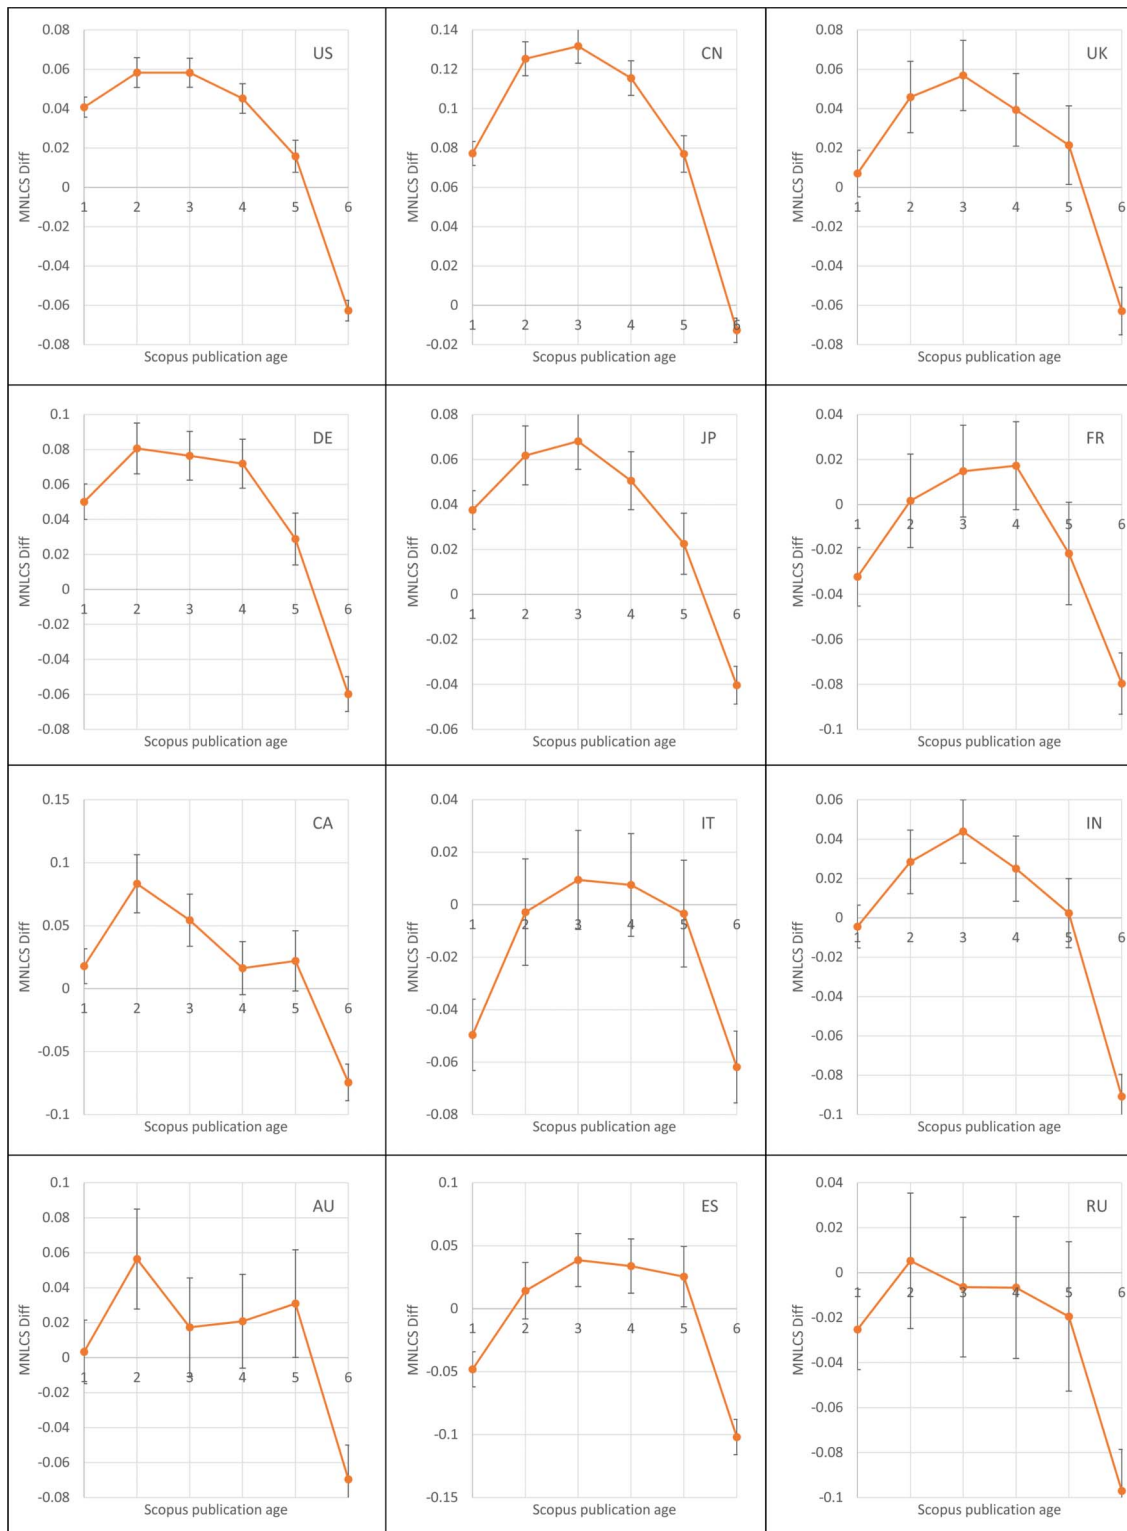 US
MNLCS Diff
0.08
0.06
0.04
0.02
0
-0.02
-0.04
-0.06
-0.08
1 2 3 4 5 6
Scopus publication age
CN
MNLCS Diff
0.14
0.12
0.1
0.08
0.06
0.04
0.02
0
-0.02
1 2 3 4 5 6
Scopus publication age
UK
MNLCS Diff
0.08
0.06
0.04
0.02
0
-0.02
-0.04
-0.06
-0.08
1 2 3 4 5 6
Scopus publication age
DE
MNLCS Diff
0.1
0.08
0.06
0.04
0.02
0
-0.02
-0.04
-0.06
-0.08
1 2 3 4 5 6
Scopus publication age
JP
MNLCS Diff
0.08
0.06
0.04
0.02
0
-0.02
-0.04
-0.06
1 2 3 4 5 6
Scopus publication age
FR
MNLCS Diff
0.04
0.02
0
-0.02
-0.04
-0.06
-0.08
-0.1
1 2 3 4 5 6
Scopus publication age
CA
MNLCS Diff
0.15
0.1
0.05
0
-0.05
-0.1
1 2 3 4 5 6
Scopus publication age
IT
MNLCS Diff
0.04
0.02
0
-0.02
-0.04
-0.06
-0.08
1 2 3 4 5 6
Scopus publication age
IN
MNLCS Diff
0.06
0.04
0.02
0
-0.02
-0.04
-0.06
-0.08
-0.1
1 2 3 4 5 6
Scopus publication age
AU
MNLCS Diff
0.1
0.08
0.06
0.04
0.02
0
-0.02
-0.04
-0.06
-0.08
1 2 3 4 5 6
Scopus publication age
ES
MNLCS Diff
0.1
0.05
0
-0.05
-0.1
-0.15
1 2 3 4 5 6
Scopus publication age
RU
MNLCS Diff
0.04
0.02
0
-0.02
-0.04
-0.06
-0.08
-0.1
1 2 3 4 5 6
Scopus publication age